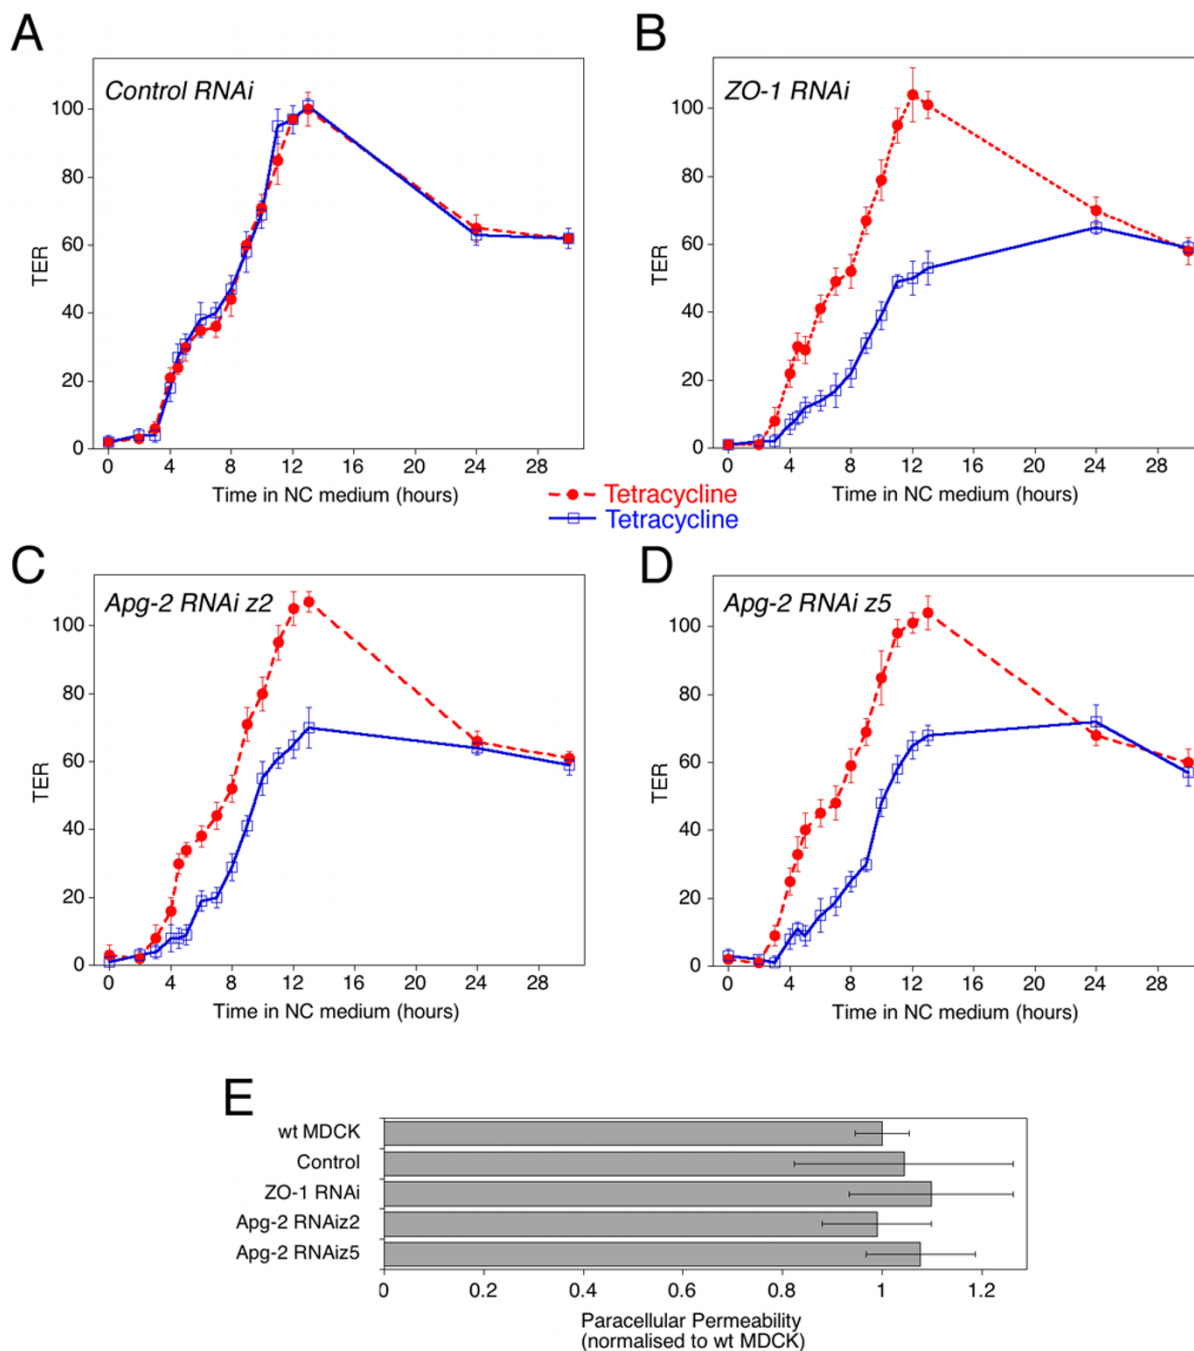 A
B
Control RNAi
ZO-1 RNAi
100
80
60
40
20
0
TER
0 4 8 12 16 20 24 28
Time in NC medium (hours)
100
80
60
40
20
0
TER
0 4 8 12 16 20 24 28
Time in NC medium (hours)
Tetracycline
Tetracycline
C
D
Apg-2 RNAi z2
Apg-2 RNAi z5
100
80
60
40
20
0
TER
0 4 8 12 16 20 24 28
Time in NC medium (hours)
100
80
60
40
20
0
TER
0 4 8 12 16 20 24 28
Time in NC medium (hours)
E
wt MDCK
Control
ZO-1 RNAi
Apg-2 RNAiz2
Apg-2 RNAiz5
0 0.2 0.4 0.6 0.8 1 1.2
Paracellular Permeability
(normalised to wt MDCK)